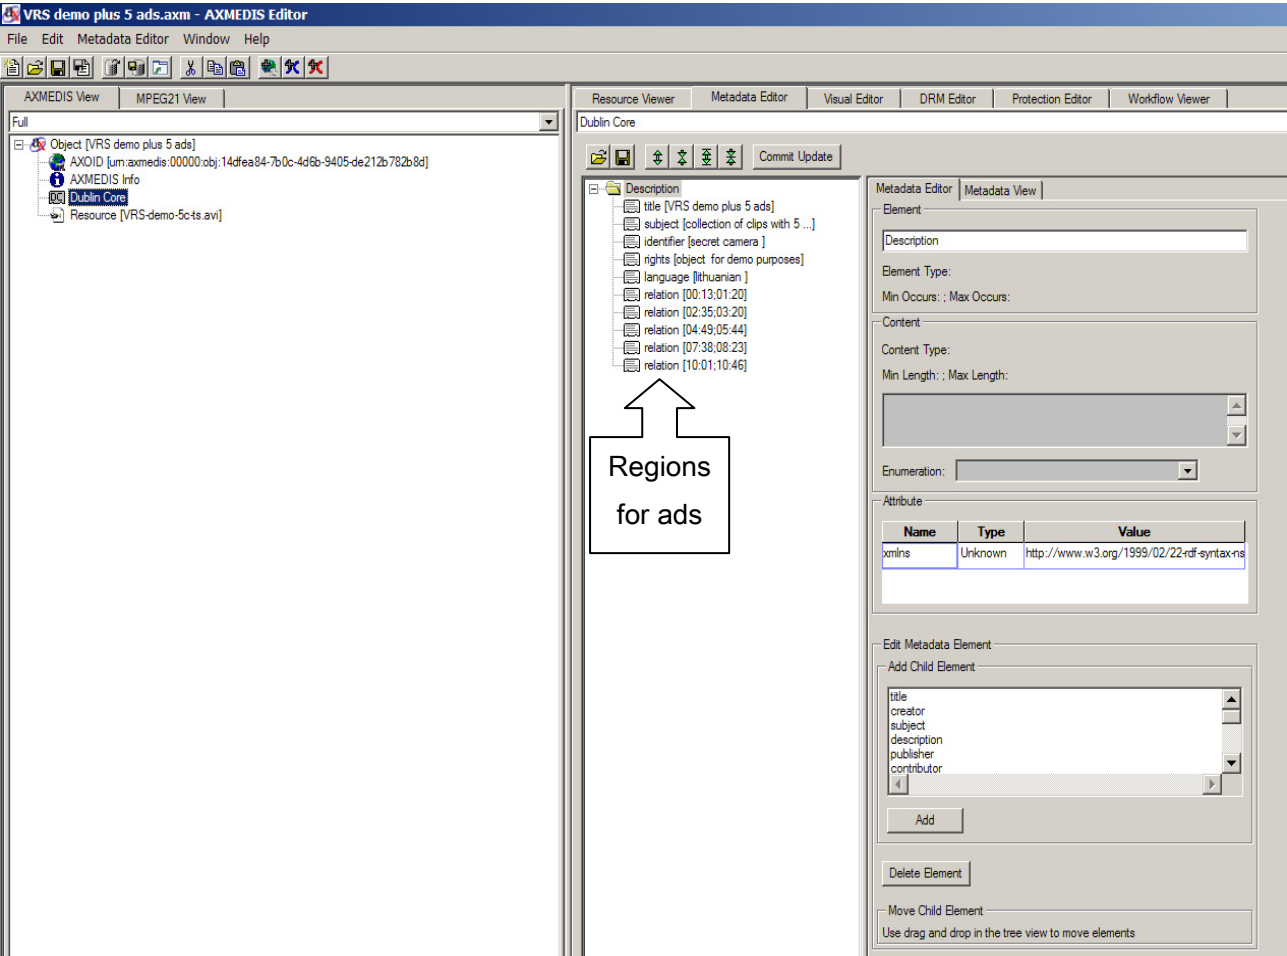 VRS demo plus 5 ads.axm - AXMEDIS Editor
File Edit Metadata Editor Window Help
AXMEDIS View MPEG21 View
Full
Object [VRS demo plus 5 ads]
AXOID [urn:axmedis:00000:obj:14dfea84-7b0c-4d6b-9405-de212b782b8d]
AXMEDIS Info
DC Dublin Core
Resource [VRS-demo-5c-ts.avi]
Resource Viewer Metadata Editor Visual Editor DRM Editor Protection Editor Workflow Viewer
Dublin Core
Commit Update
Description
title [VRS demo plus 5 ads]
subject [collection of clips with 5 ...]
identifier [secret camera ]
rights [object for demo purposes]
language [lithuanian ]
relation [00:13;01:20]
relation [02:35;03:20]
relation [04:49;05:44]
relation [07:38;08:23]
relation [10:01;10:46]
Regions
for ads
Metadata Editor Metadata View
Element
Description
Element Type:
Min Occurs: ; Max Occurs:
Content
Content Type:
Min Length: ; Max Length:
Enumeration:
Attribute
Name Type Value
xmlns Unknown http://www.w3.org/1999/02/22-rdf-syntax-ns
Edit Metadata Element
Add Child Element
title
creator
subject
description
publisher
contributor
Add
Delete Element
Move Child Element
Use drag and drop in the tree view to move elements